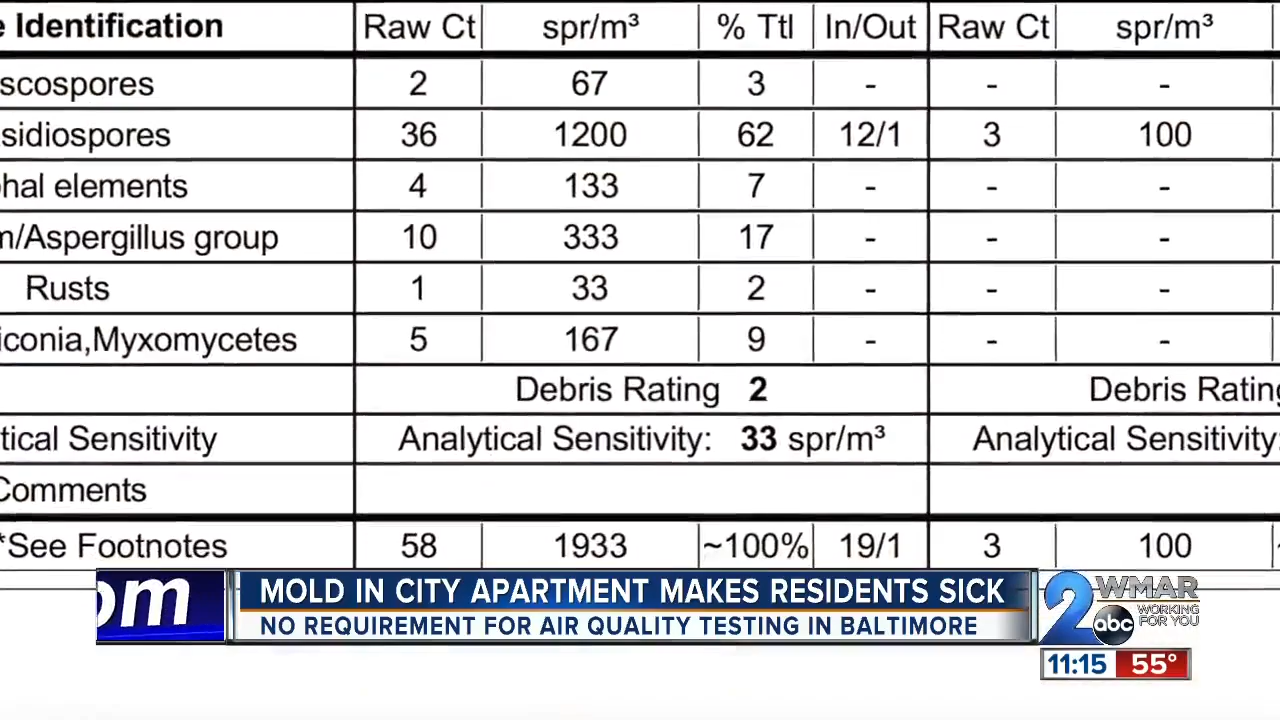 e Identification Raw Ct spr/m³ % Ttl In/Out Raw Ct spr/m³
scospores 2 67 3 - - -
sidiospores 36 1200 62 12/1 3 100
hal elements 4 133 7 - - -
m/Aspergillus group 10 333 17 - - -
Rusts 1 33 2 - - -
iconia,Myxomycetes 5 167 9 - - -
Debris Rating 2 Debris Rating
tical Sensitivity Analytical Sensitivity: 33 spr/m³ Analytical Sensitivity:
Comments
*See Footnotes 58 1933 ~100% 19/1 3 100 ~
om
MOLD IN CITY APARTMENT MAKES RESIDENTS SICK
NO REQUIREMENT FOR AIR QUALITY TESTING IN BALTIMORE
2 WMAR
abc
WORKING
FOR YOU
11:15 55°